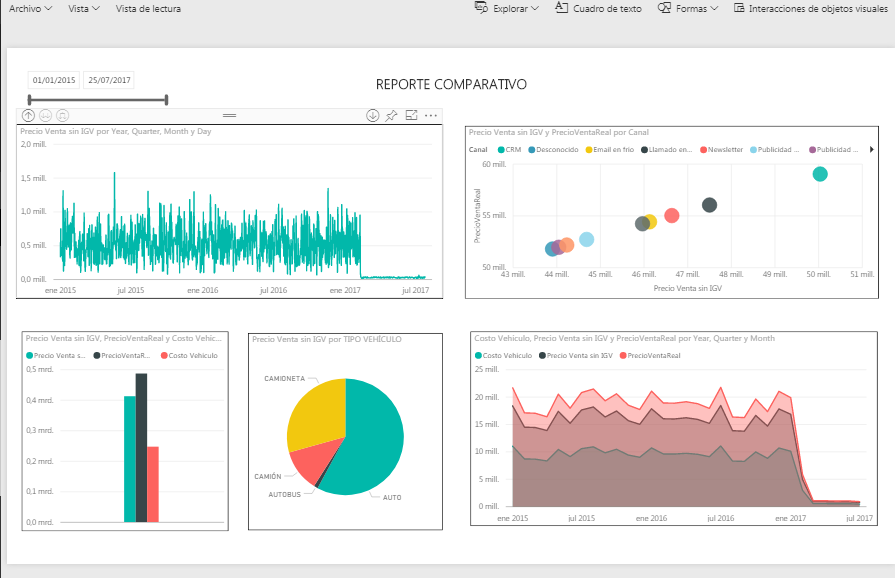 Archivo Vista Vista de lectura Explorar Cuadro de texto Formas Interacciones de objetos visuales
01/01/2015 25/07/2017
REPORTE COMPARATIVO
Precio Venta sin IGV por Year, Quarter, Month y Day
2,0 mill.
1,5 mill.
1,0 mill.
0,5 mill.
0,0 mill.
ene 2015 jul 2015 ene 2016 jul 2016 ene 2017 jul 2017
Precio Venta sin IGV y PrecioVentaReal por Canal
Canal CRM Desconocido Email en frio Llamado en... Newsletter Publicidad ... Publicidad ...
PrecioVentaReal
60 mill.
55 mill.
50 mill.
43 mill. 44 mill. 45 mill. 46 mill. 47 mill. 48 mill. 49 mill. 50 mill. 51 mill.
Precio Venta sin IGV
Precio Venta sin IGV, PrecioVentaReal y Costo Vehíc...
Precio Venta s... PrecioVentaR... Costo Vehículo
0,5 mrd.
0,4 mrd.
0,3 mrd.
0,2 mrd.
0,1 mrd.
0,0 mrd.
Precio Venta sin IGV por TIPO VEHÍCULO
CAMIONETA
CAMIÓN
AUTOBUS
AUTO
Costo Vehículo, Precio Venta sin IGV y PrecioVentaReal por Year, Quarter y Month
Costo Vehículo Precio Venta sin IGV PrecioVentaReal
25 mill.
20 mill.
15 mill.
10 mill.
5 mill.
0 mill.
ene 2015 jul 2015 ene 2016 jul 2016 ene 2017 jul 2017